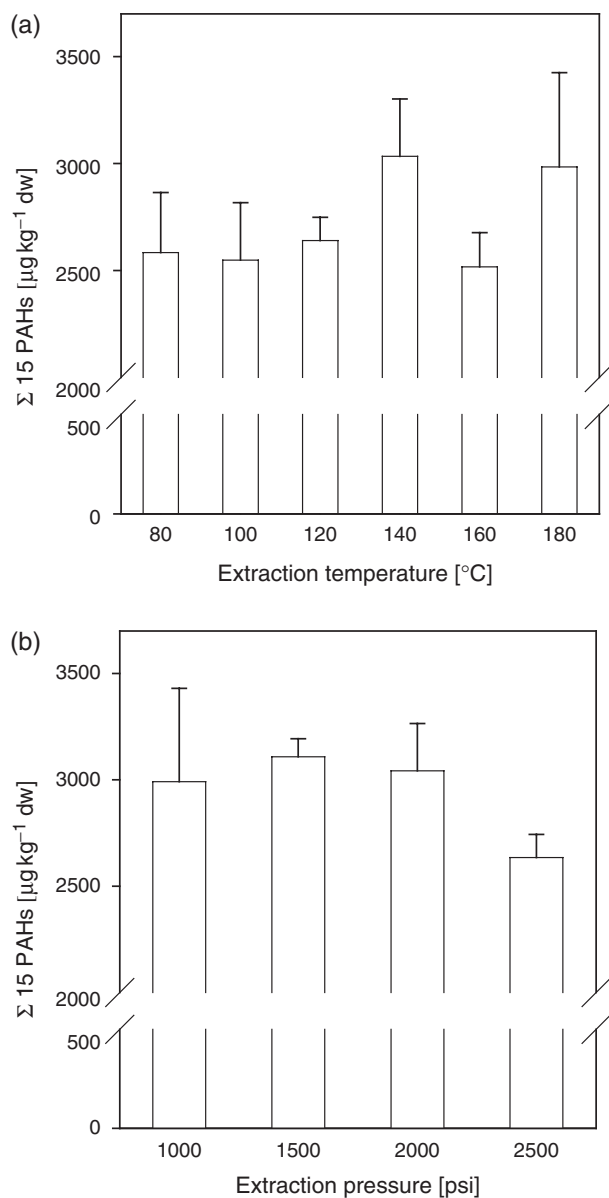 (a)
3500
3000
2500
2000
500
0
Σ 15 PAHs [µg kg⁻¹ dw]
80 100 120 140 160 180
Extraction temperature [°C]
(b)
3500
3000
2500
2000
500
0
Σ 15 PAHs [µg kg⁻¹ dw]
1000 1500 2000 2500
Extraction pressure [psi]